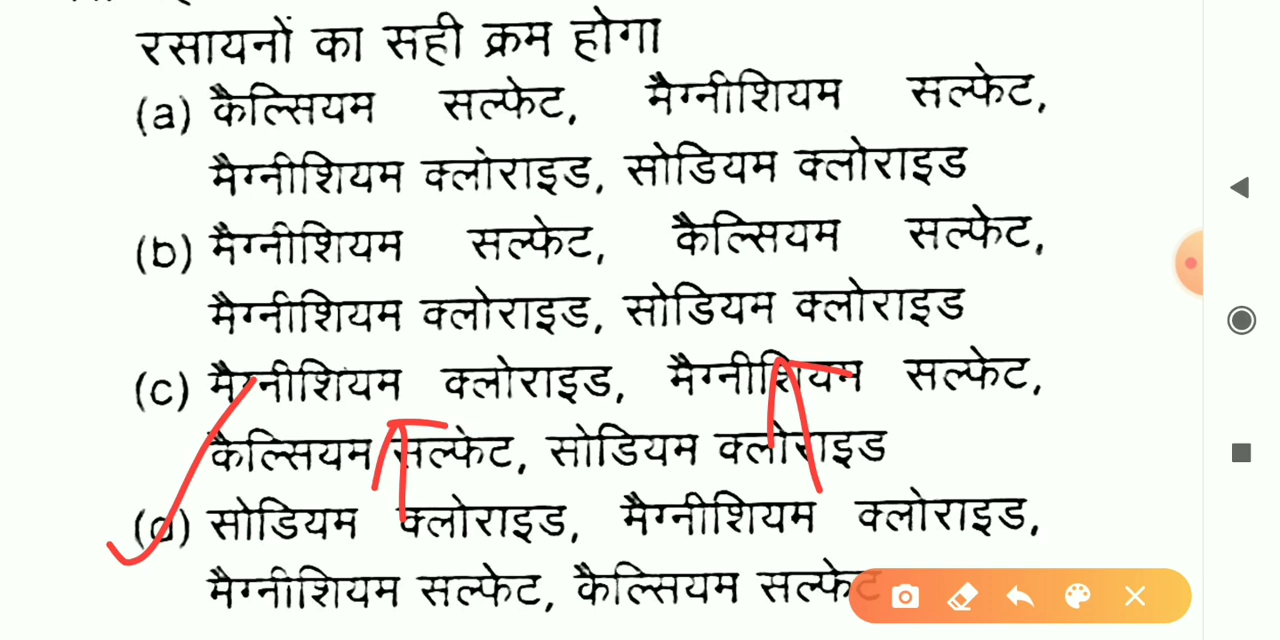 रसायनों का सही क्रम होगा
(a) कैल्सियम सल्फेट, मैग्नीशियम सल्फेट,
मैग्नीशियम क्लोराइड, सोडियम क्लोराइड
(b) मैग्नीशियम सल्फेट, कैल्सियम सल्फेट,
मैग्नीशियम क्लोराइड, सोडियम क्लोराइड
(c) मैग्नीशियम क्लोराइड, मैग्नीशियम सल्फेट,
कैल्सियम सल्फेट, सोडियम क्लोराइड
(d) सोडियम क्लोराइड, मैग्नीशियम क्लोराइड,
मैग्नीशियम सल्फेट, कैल्सियम सल्फेट